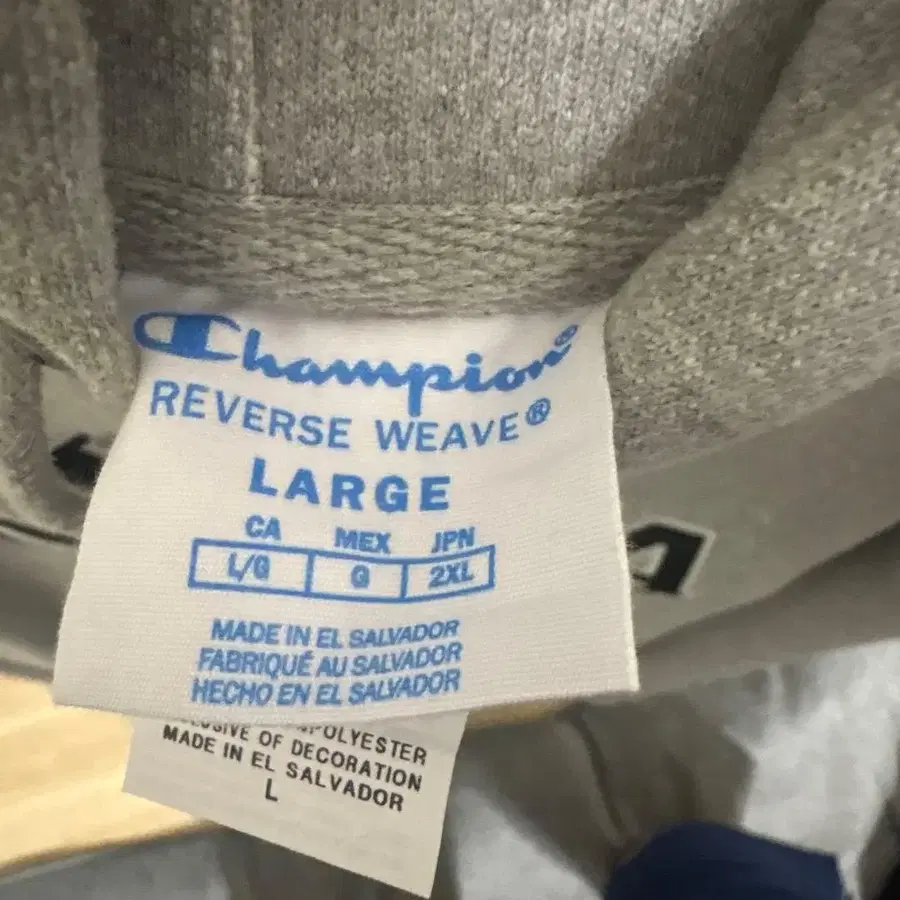 Champion®
REVERSE WEAVE®
LARGE
CA MEX JPN
L/G G 2XL
MADE IN EL SALVADOR
FABRIQUÉ AU SALVADOR
HECHO EN EL SALVADOR
POLYESTER
OF DECORATION
MADE IN EL SALVADOR
L
A